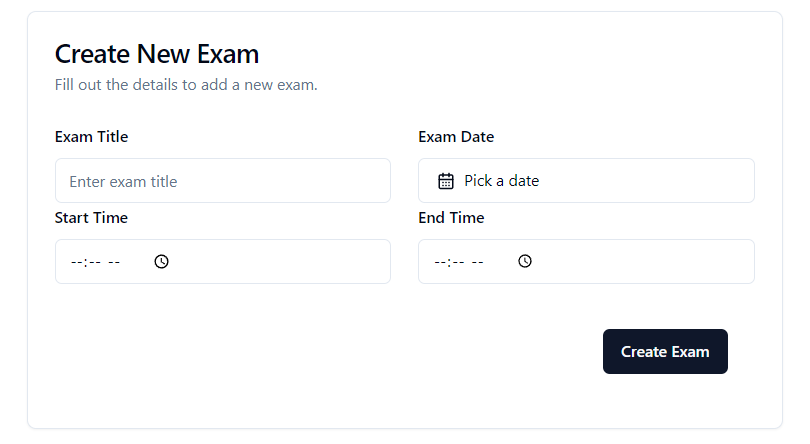 Create New Exam
Fill out the details to add a new exam.
Exam Title
Exam Date
Enter exam title
Pick a date
Start Time
End Time
--:-- --
--:-- --
Create Exam